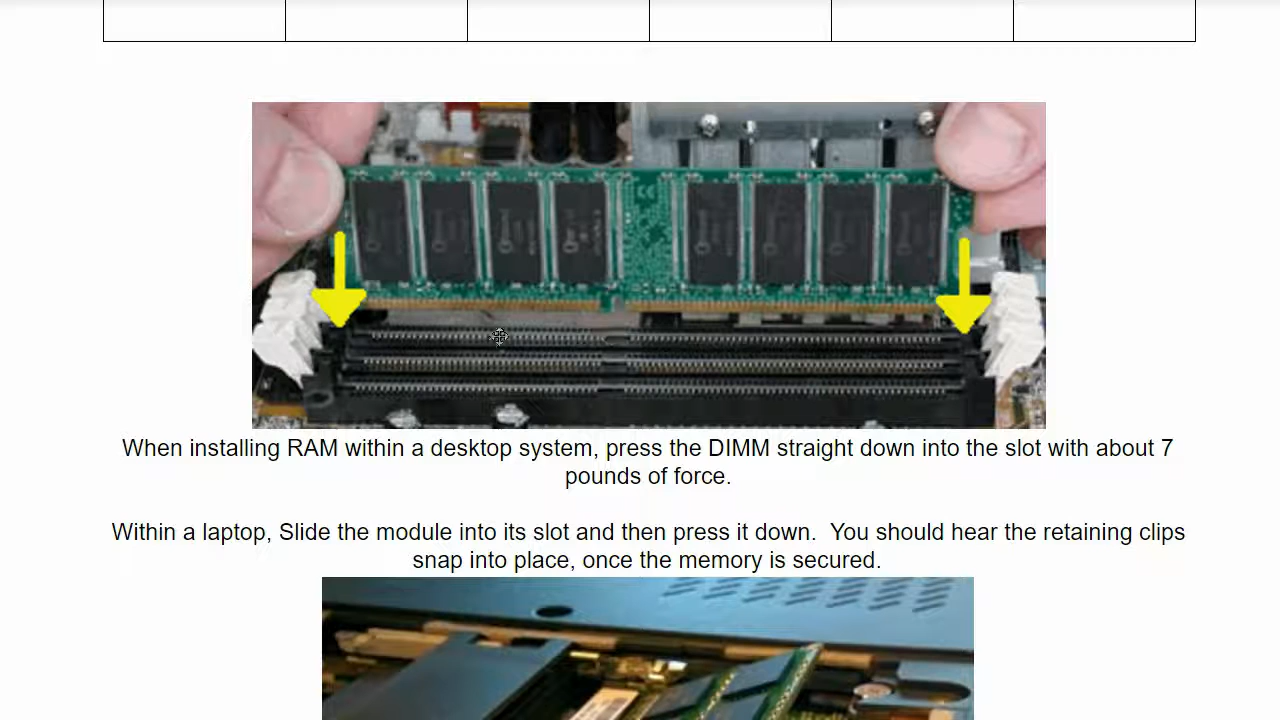 When installing RAM within a desktop system, press the DIMM straight down into the slot with about 7
pounds of force.
Within a laptop, Slide the module into its slot and then press it down.  You should hear the retaining clips
snap into place, once the memory is secured.